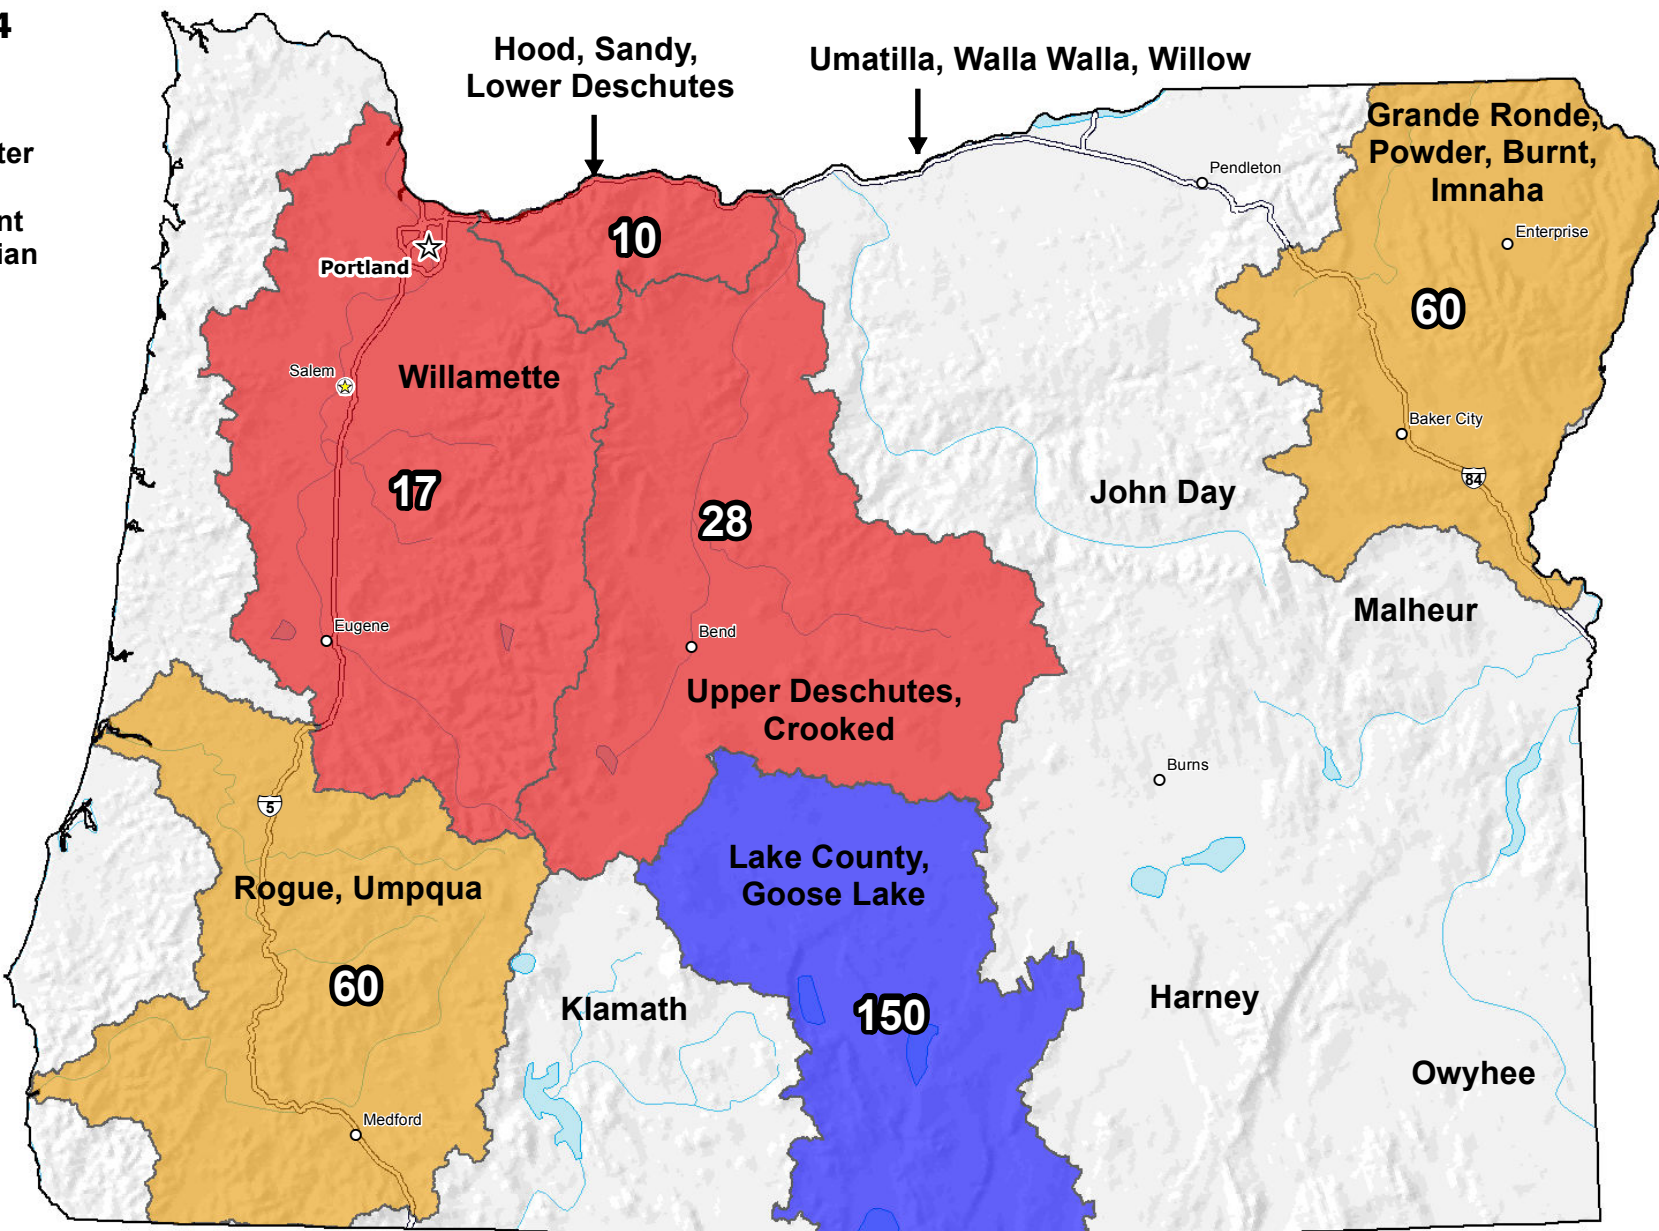 4
ter
nt
ian
Hood, Sandy,
Lower Deschutes
Umatilla, Walla Walla, Willow
Grande Ronde,
Powder, Burnt,
Imnaha
Pendleton
Enterprise
10
Portland
60
Salem
Willamette
Baker City
84
17
28
John Day
Malheur
Eugene
Bend
Upper Deschutes,
Crooked
Burns
5
Lake County,
Goose Lake
Rogue, Umpqua
60
Klamath
150
Harney
Owyhee
Medford